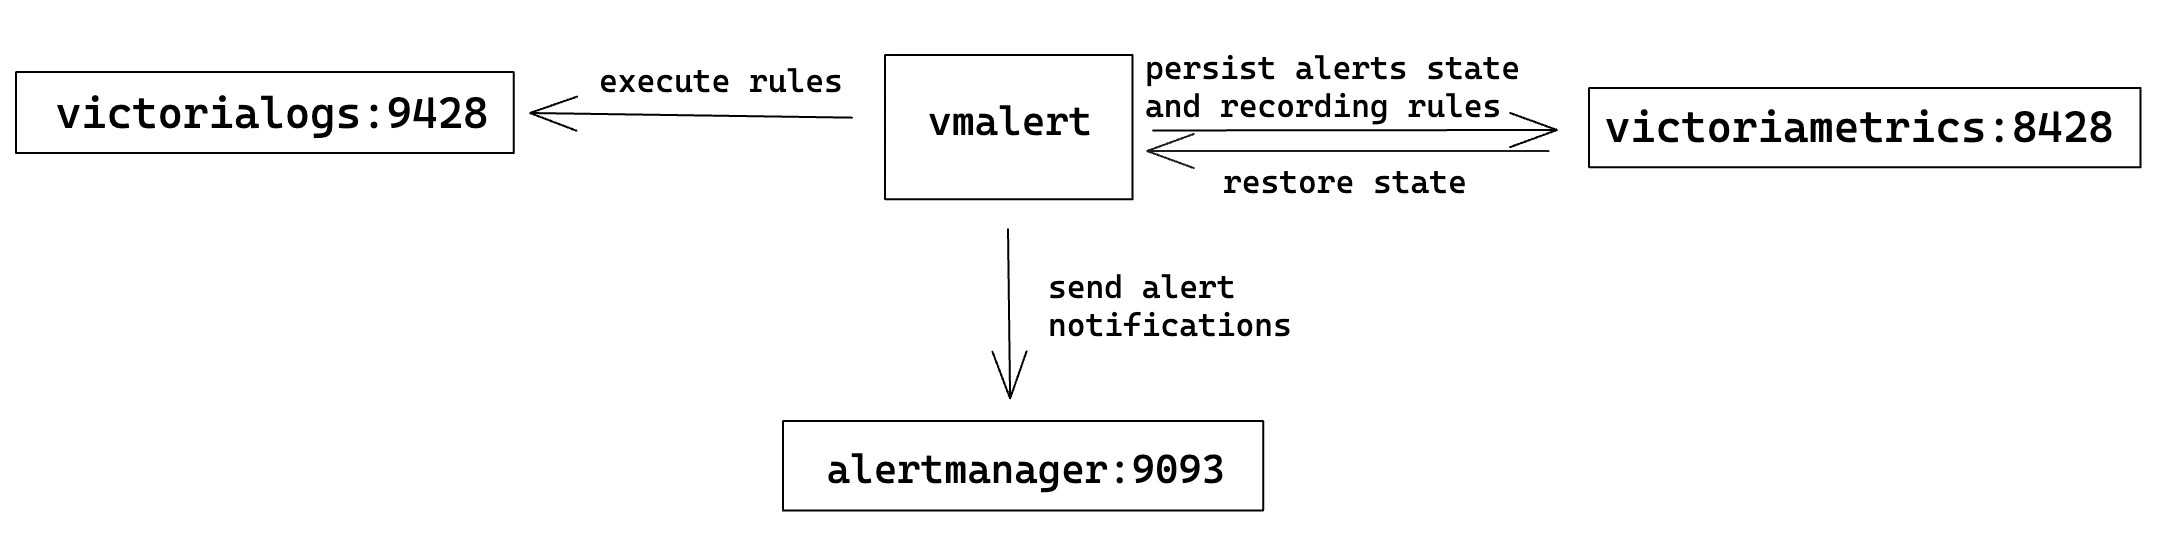 victorialogs:9428
execute rules
vmalert
persist alerts state
and recording rules
restore state
victoriametrics:8428
send alert
notifications
alertmanager:9093